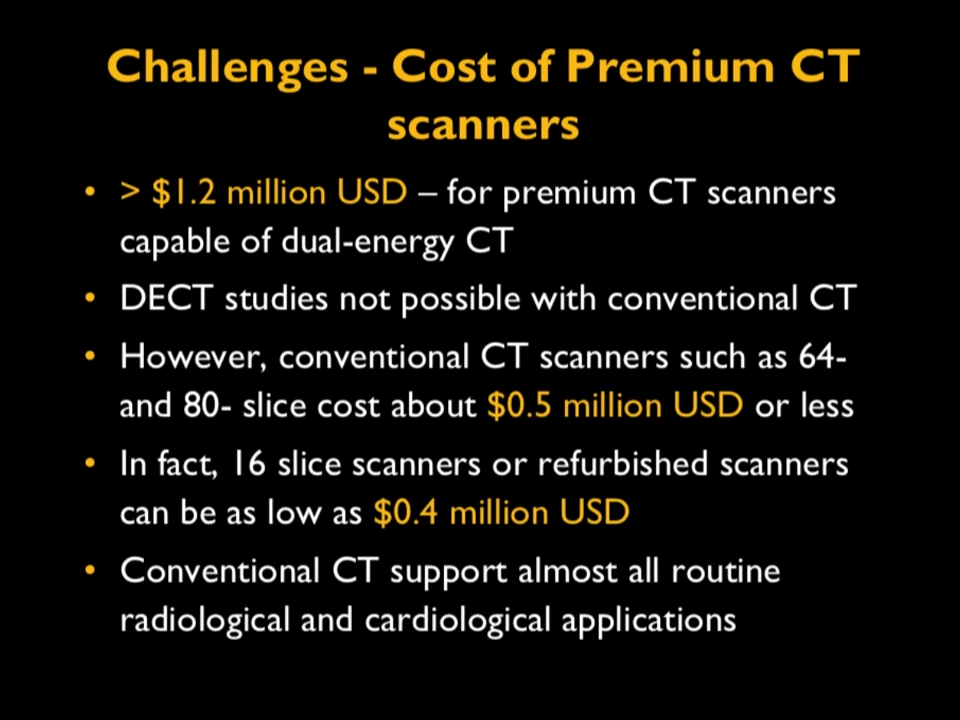 Challenges - Cost of Premium CT
scanners
• > $1.2 million USD – for premium CT scanners
capable of dual-energy CT
• DECT studies not possible with conventional CT
• However, conventional CT scanners such as 64-
and 80- slice cost about $0.5 million USD or less
• In fact, 16 slice scanners or refurbished scanners
can be as low as $0.4 million USD
• Conventional CT support almost all routine
radiological and cardiological applications